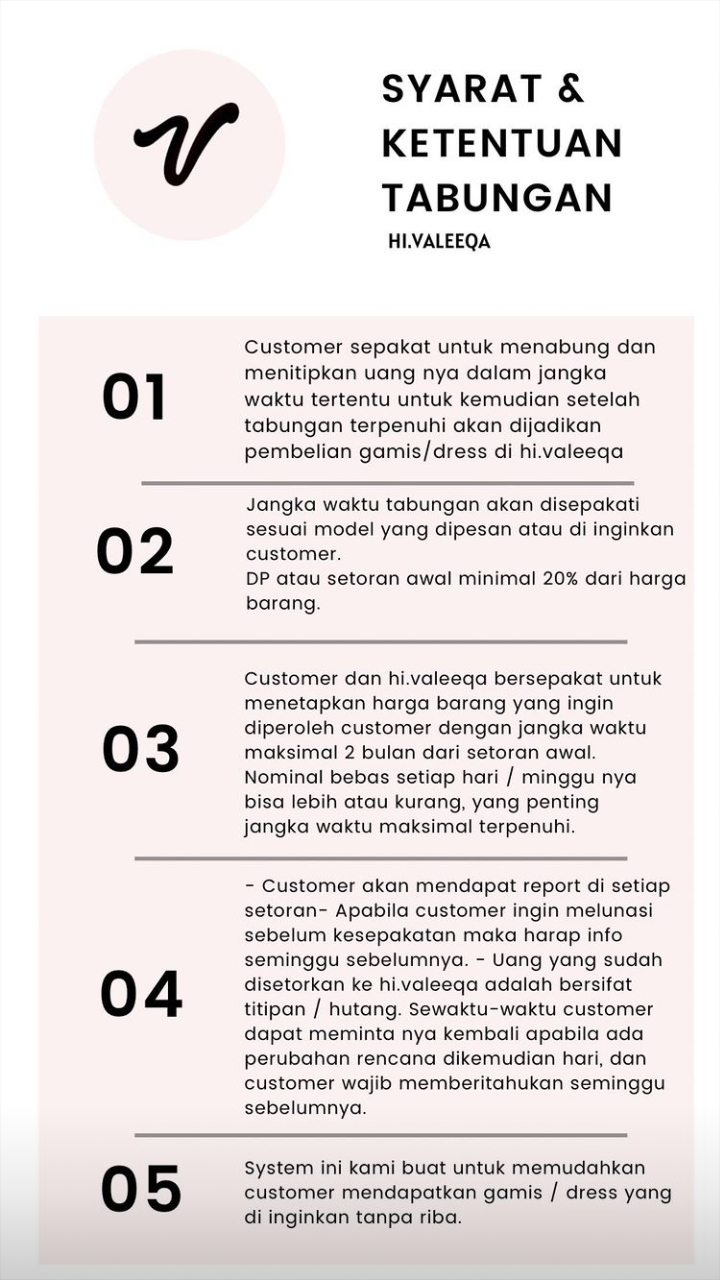 SYARAT &
KETENTUAN
TABUNGAN
HI.VALEEQA
01
Customer sepakat untuk menabung dan
menitipkan uang nya dalam jangka
waktu tertentu untuk kemudian setelah
tabungan terpenuhi akan dijadikan
pembelian gamis/dress di hi.valeeqa
02
Jangka waktu tabungan akan disepakati
sesuai model yang dipesan atau di inginkan
customer.
DP atau setoran awal minimal 20% dari harga
barang.
03
Customer dan hi.valeeqa bersepakat untuk
menetapkan harga barang yang ingin
diperoleh customer dengan jangka waktu
maksimal 2 bulan dari setoran awal.
Nominal bebas setiap hari / minggu nya
bisa lebih atau kurang, yang penting
jangka waktu maksimal terpenuhi.
04
- Customer akan mendapat report di setiap
setoran- Apabila customer ingin melunasi
sebelum kesepakatan maka harap info
seminggu sebelumnya. - Uang yang sudah
disetorkan ke hi.valeeqa adalah bersifat
titipan / hutang. Sewaktu-waktu customer
dapat meminta nya kembali apabila ada
perubahan rencana dikemudian hari, dan
customer wajib memberitahukan seminggu
sebelumnya.
05
System ini kami buat untuk memudahkan
customer mendapatkan gamis / dress yang
di inginkan tanpa riba.